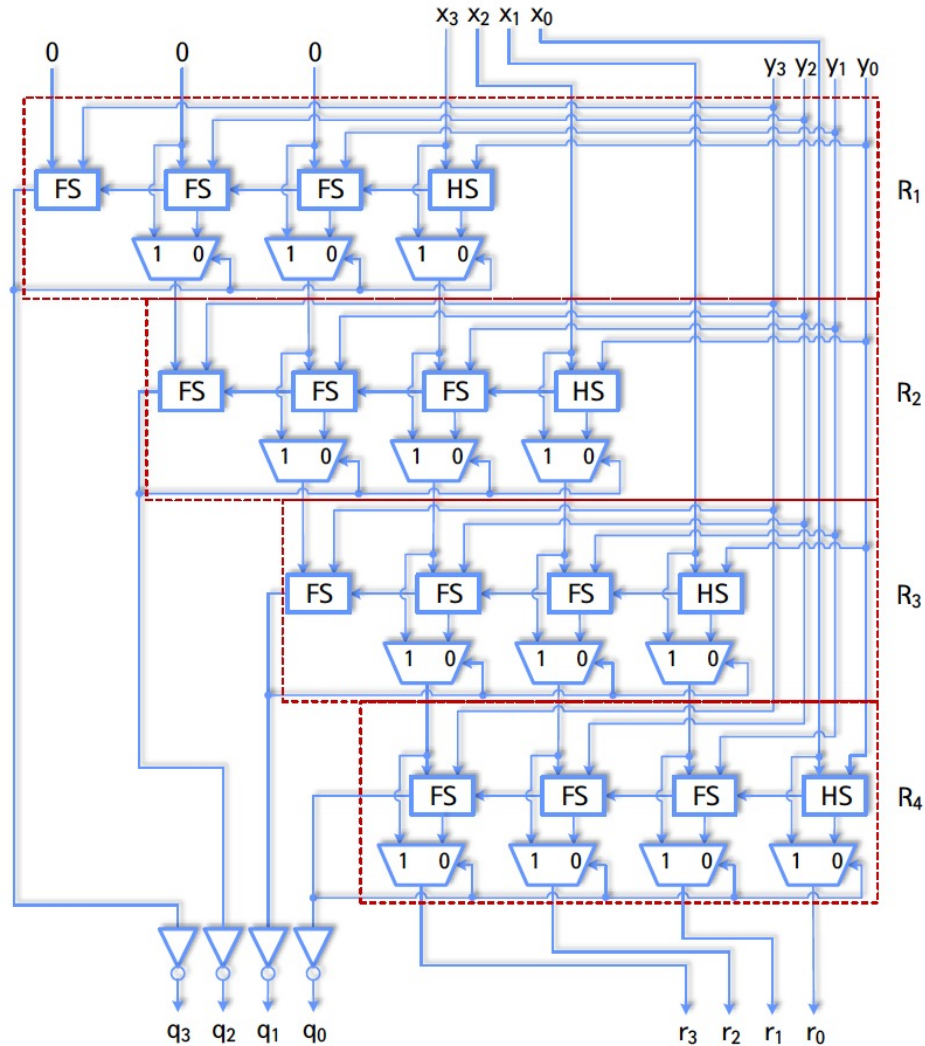 x₃ x₂ x₁ x₀
0 0 0
y₃ y₂ y₁ y₀
FS FS FS HS R₁
1 0 1 0 1 0
FS FS FS HS R₂
1 0 1 0 1 0
FS FS FS HS R₃
1 0 1 0 1 0
FS FS FS HS R₄
1 0 1 0 1 0 1 0
q₃ q₂ q₁ q₀ r₃ r₂ r₁ r₀